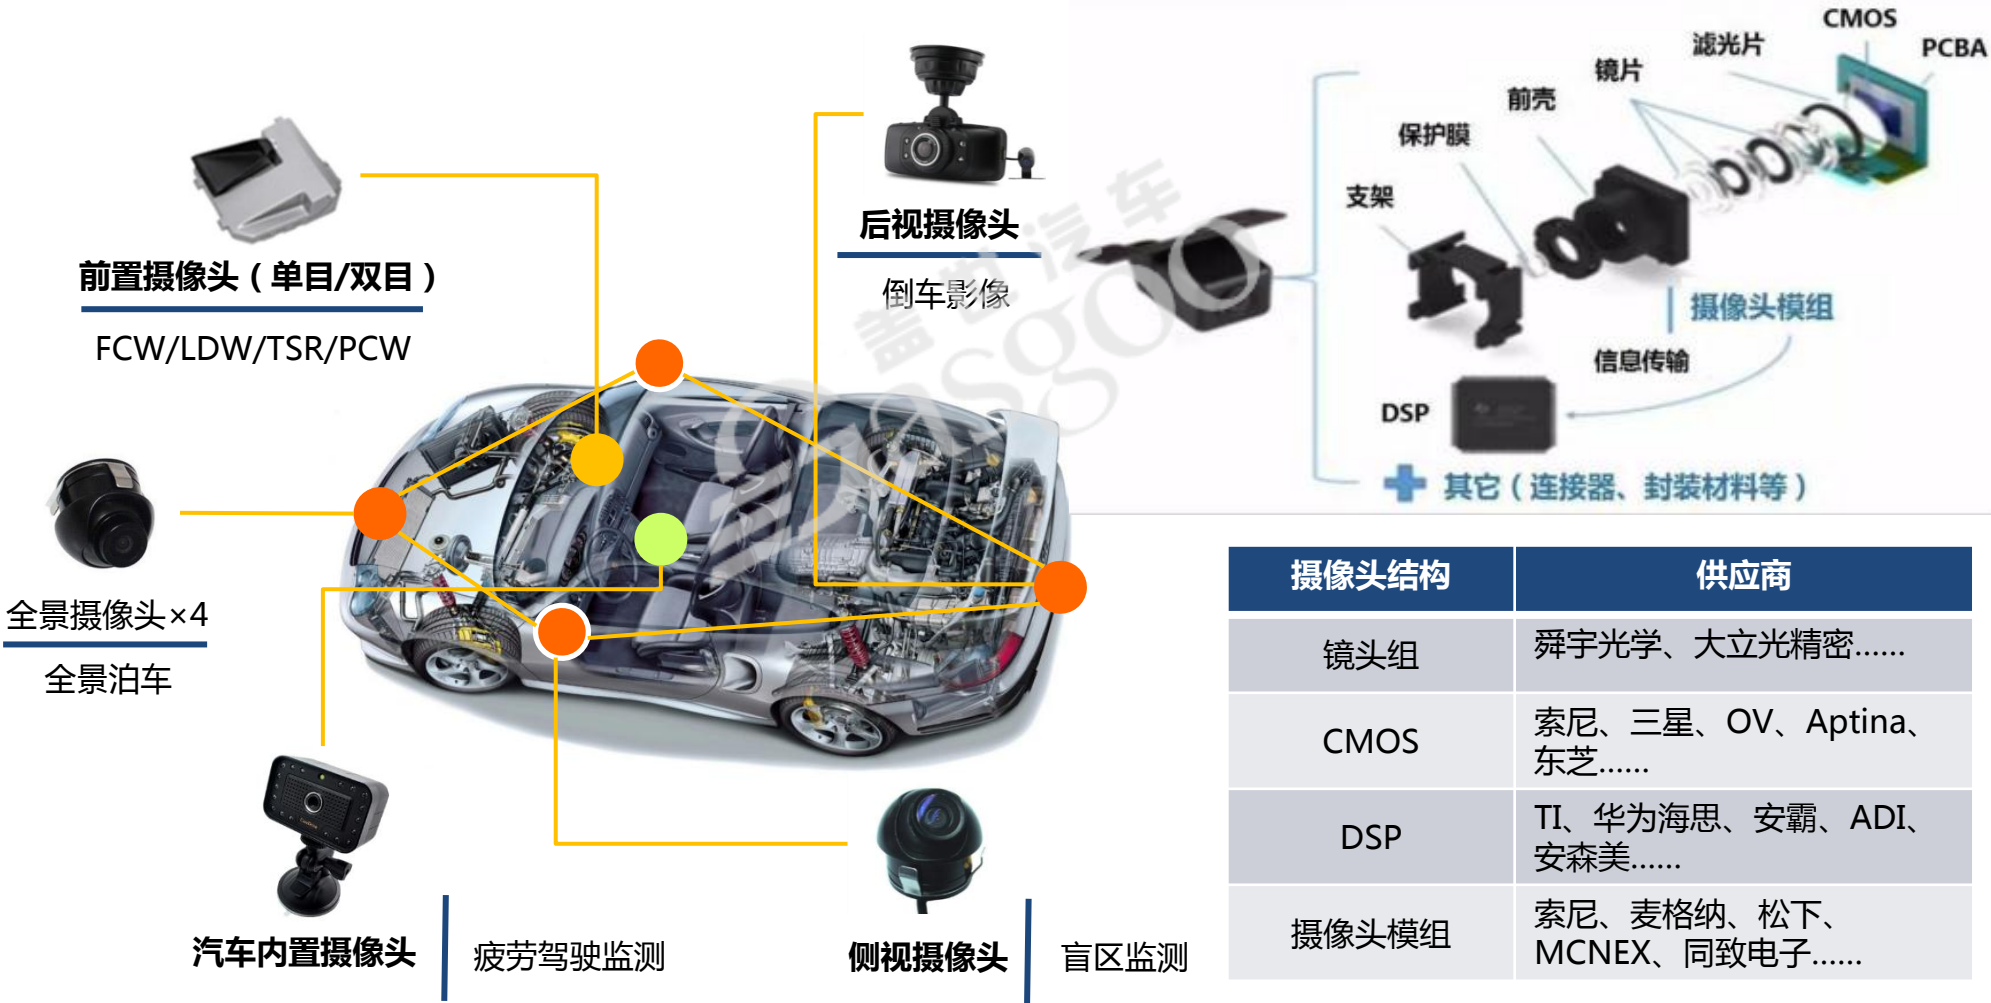 前置摄像头（单目/双目）
FCW/LDW/TSR/PCW
全景摄像头×4
全景泊车
汽车内置摄像头
疲劳驾驶监测
后视摄像头
倒车影像
侧视摄像头
盲区监测
盖世汽车
Gasgoo
CMOS
PCBA
滤光片
镜片
前壳
保护膜
支架
摄像头模组
信息传输
DSP
其它（连接器、封装材料等）
摄像头结构
供应商
镜头组
舜宇光学、大立光精密……
CMOS
索尼、三星、OV、Aptina、
东芝……
DSP
TI、华为海思、安霸、ADI、
安森美……
摄像头模组
索尼、麦格纳、松下、
MCNEX、同致电子……